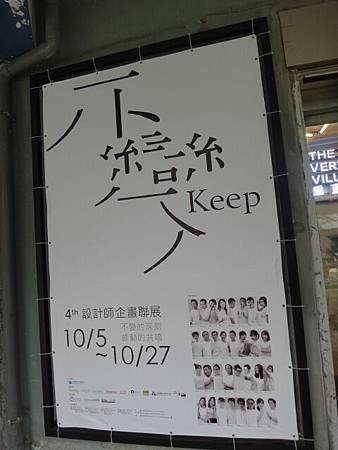 不變
Keep
4th 設計師企畫聯展
不變的深刻
感動的共鳴
10/5
~10/27
THE
VER
VILL